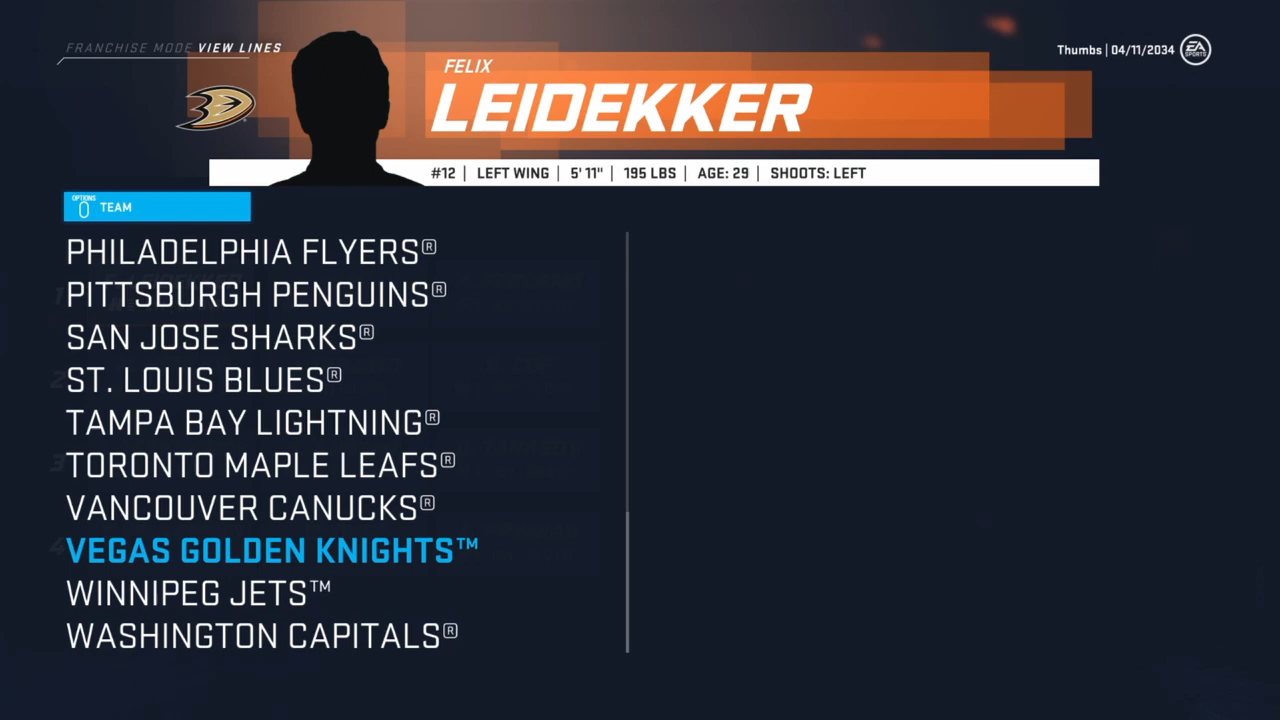 FRANCHISE MODE VIEW LINES
Thumbs | 04/11/2034
EA SPORTS
FELIX
LEIDEKKER
#12 | LEFT WING | 5' 11" | 195 LBS | AGE: 29 | SHOOTS: LEFT
OPTIONS
TEAM
PHILADELPHIA FLYERS®
PITTSBURGH PENGUINS®
SAN JOSE SHARKS®
ST. LOUIS BLUES®
TAMPA BAY LIGHTNING®
TORONTO MAPLE LEAFS®
VANCOUVER CANUCKS®
VEGAS GOLDEN KNIGHTS™
WINNIPEG JETS™
WASHINGTON CAPITALS®